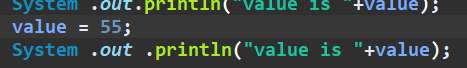 System .out.println("value is "+value);
value = 55;
System .out .println("value is "+value);